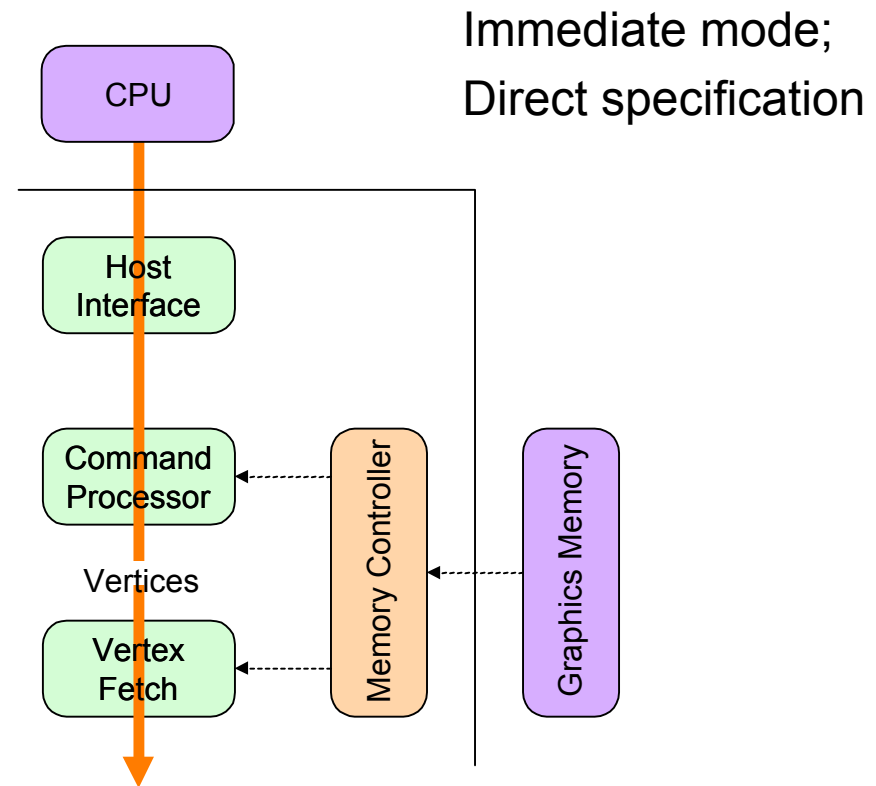 Immediate mode;
Direct specification
CPU
Host
Interface
Command
Processor
Vertices
Vertex
Fetch
Memory Controller
Graphics Memory